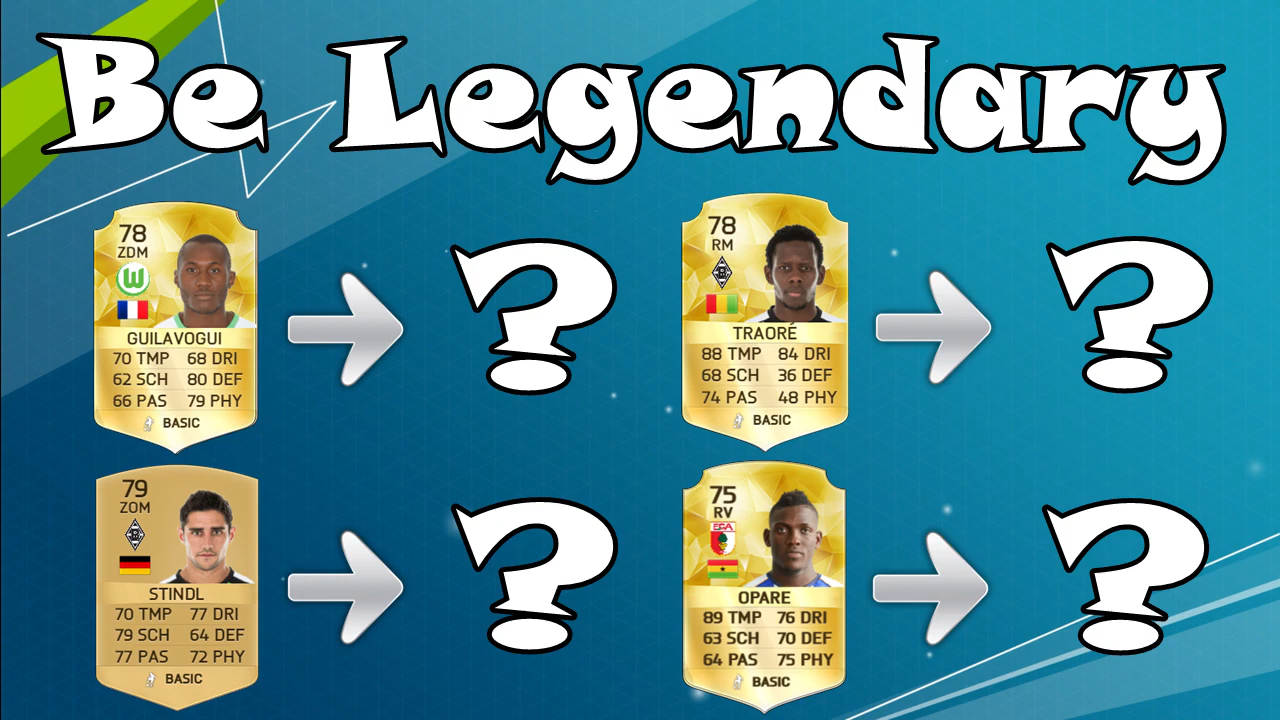 Be Legendary
78
ZDM
W
GUILAVOGUI
70 TMP 68 DRI
62 SCH 80 DEF
66 PAS 79 PHY
BASIC
?
78
RM
TRAORÉ
88 TMP 84 DRI
68 SCH 36 DEF
74 PAS 48 PHY
BASIC
?
79
ZOM
STINDL
70 TMP 77 DRI
79 SCH 64 DEF
77 PAS 72 PHY
BASIC
?
75
RV
FCA
OPARE
89 TMP 76 DRI
63 SCH 70 DEF
64 PAS 75 PHY
BASIC
?